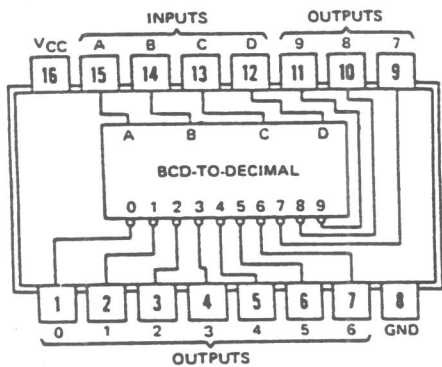 INPUTS OUTPUTS
VCC A B C D 9 8 7
16 15 14 13 12 11 10 9
A B C D
BCD-TO-DECIMAL
0 1 2 3 4 5 6 7 8 9
1 2 3 4 5 6 7 8
0 1 2 3 4 5 6 GND
OUTPUTS